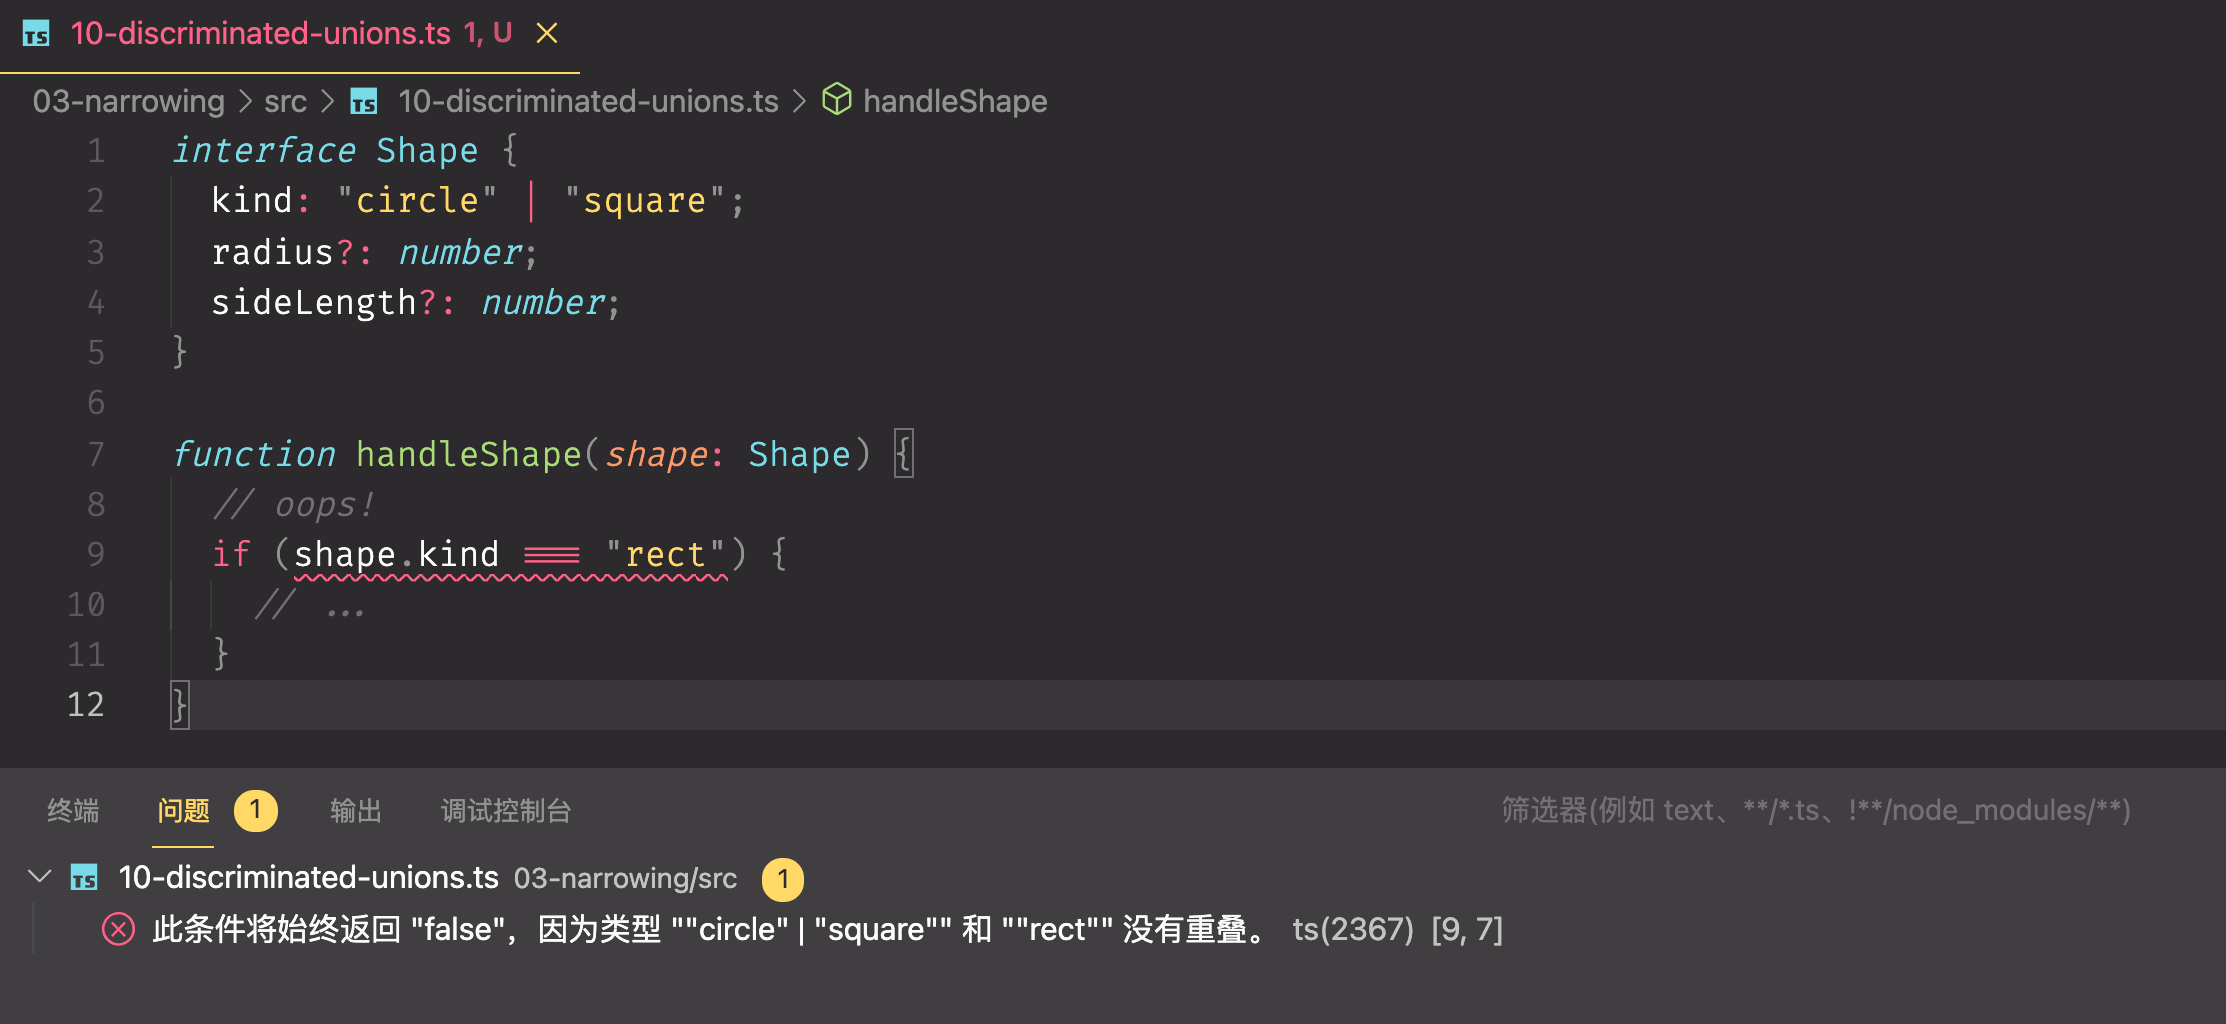 TS 10-discriminated-unions.ts 1, U
03-narrowing > src > TS 10-discriminated-unions.ts > handleShape
1 interface Shape {
2 kind: "circle" | "square";
3 radius?: number;
4 sideLength?: number;
5 }
6
7 function handleShape(shape: Shape) {
8 // oops!
9 if (shape.kind === "rect") {
10 // ...
11 }
12 }
终端 问题 1 输出 调试控制台 筛选器(例如 text、**/*.ts、!**/node_modules/**)
TS 10-discriminated-unions.ts 03-narrowing/src 1
此条件将始终返回 "false"，因为类型 ""circle" | "square"" 和 ""rect"" 没有重叠。 ts(2367) [9, 7]